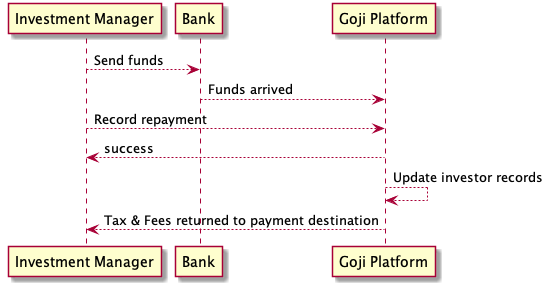 Investment Manager
Bank
Goji Platform
Send funds
Funds arrived
Record repayment
success
Update investor records
Tax & Fees returned to payment destination
Investment Manager
Bank
Goji Platform